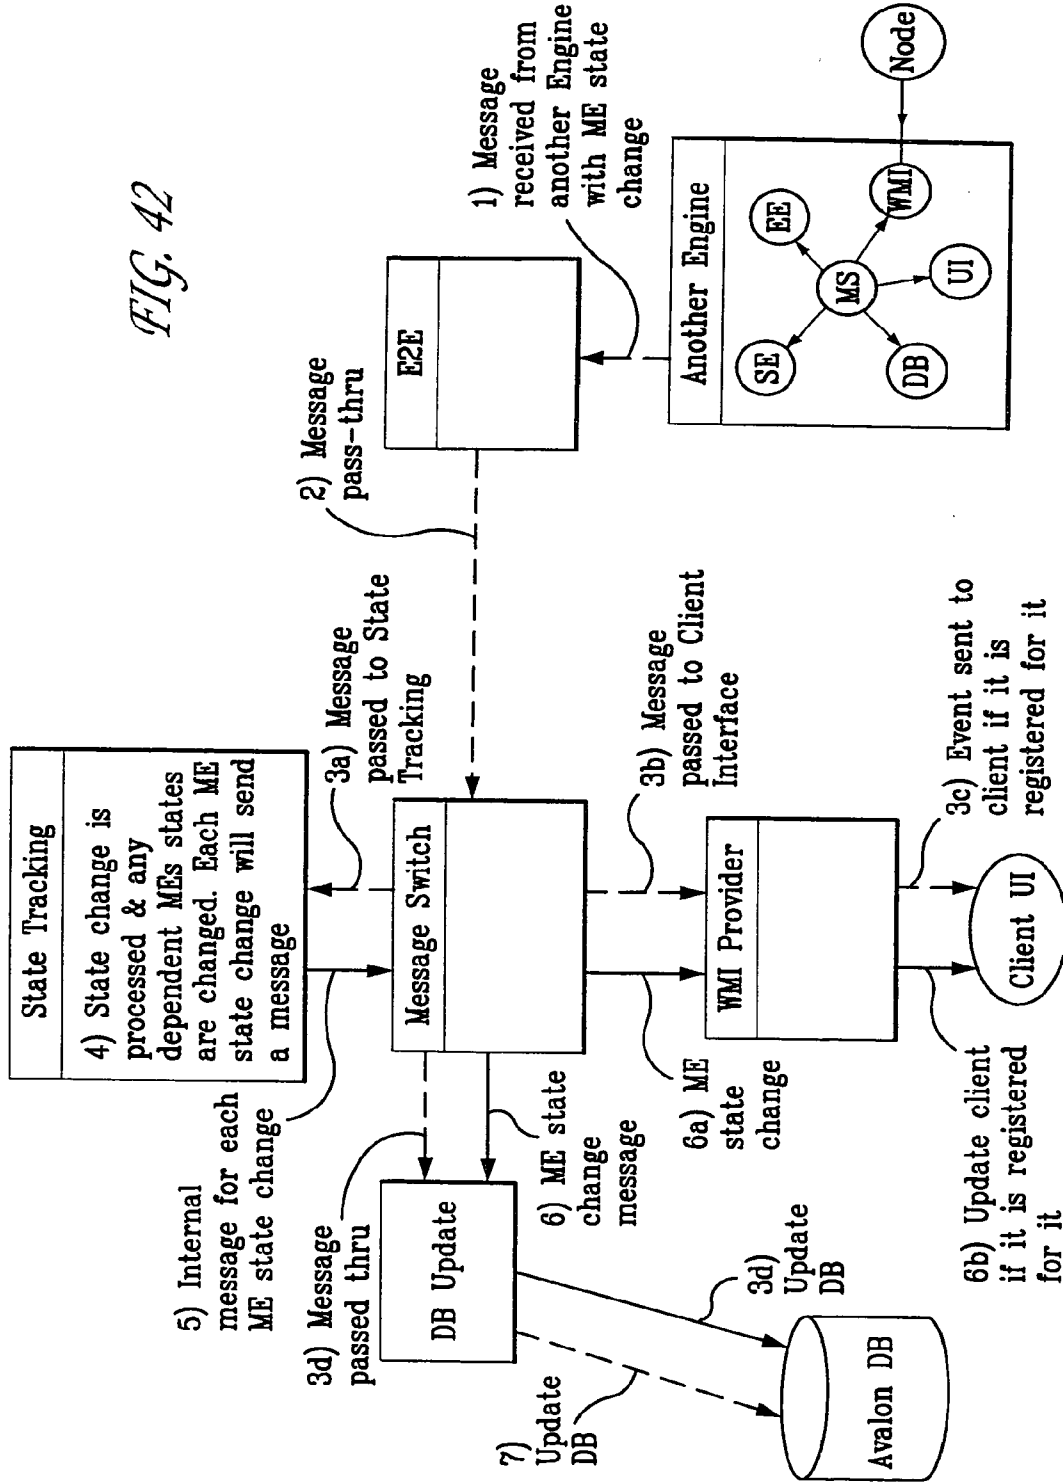 FIG. 42
State Tracking
4) State change is
processed & any
dependent MEs states
are changed. Each ME
state change will send
a message
5) Internal
message for each
ME state change
3a) Message
passed to State
Tracking
2) Message
pass-thru
E2E
1) Message
received from
another Engine
with ME state
change
3d) Message
passed thru
DB Update
6) ME state
change
message
Message Switch
6a) ME
state
change
3b) Message
passed to Client
Interface
WMI Provider
Another Engine
SE
EE
MS
DB
UI
WMI
Node
7)
Update
DB
3d)
Update
DB
Avalon DB
6b) Update client
if it is registered
for it
Client UI
3c) Event sent to
client if it is
registered for it